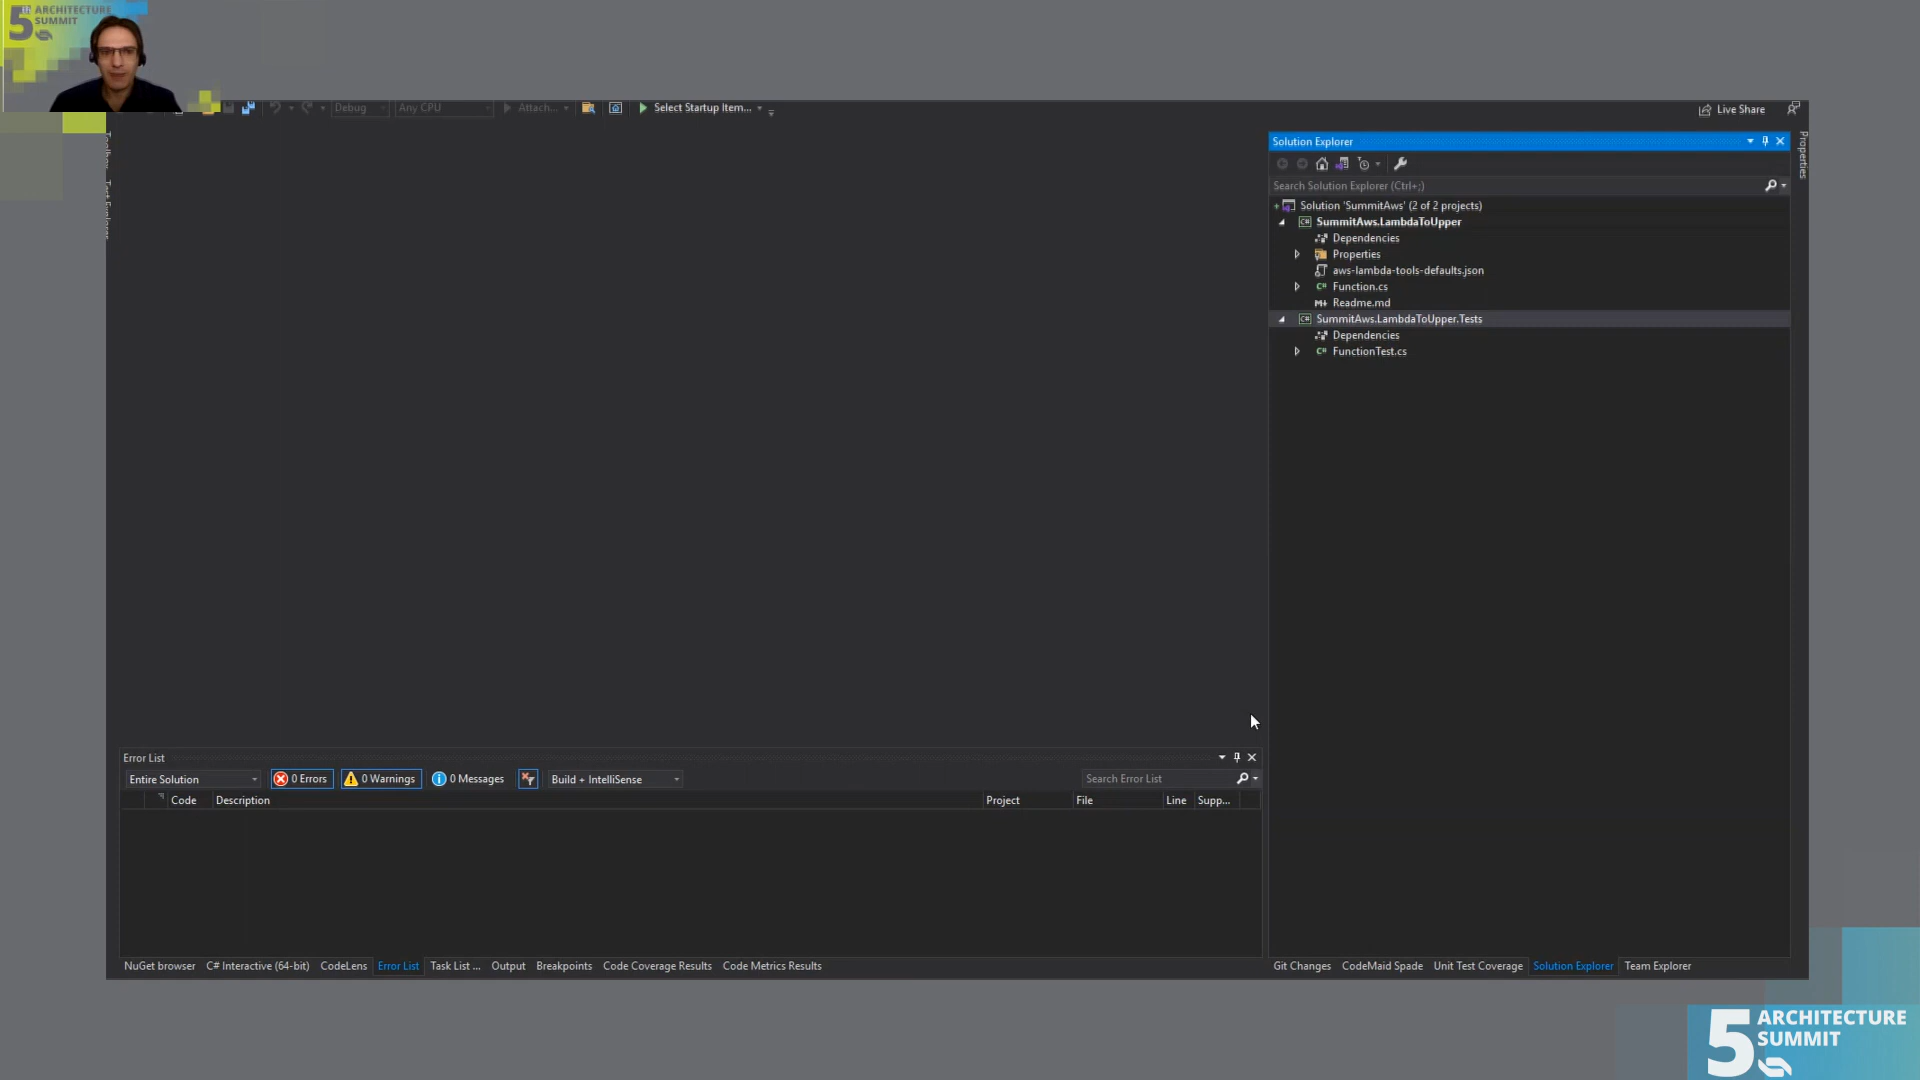 5 ARCHITECTURE
SUMMIT
Debug
Any CPU
Attach...
Select Startup Item...
Live Share
Properties
Solution Explorer
Search Solution Explorer (Ctrl+;)
Solution 'SummitAws' (2 of 2 projects)
SummitAws.LambdaToUpper
Dependencies
Properties
aws-lambda-tools-defaults.json
Function.cs
Readme.md
SummitAws.LambdaToUpper.Tests
Dependencies
FunctionTest.cs
Error List
Entire Solution
0 Errors
0 Warnings
0 Messages
Build + IntelliSense
Search Error List
Code
Description
Project
File
Line
Supp...
NuGet browser
C# Interactive (64-bit)
CodeLens
Error List
Task List ...
Output
Breakpoints
Code Coverage Results
Code Metrics Results
Git Changes
CodeMaid Spade
Unit Test Coverage
Solution Explorer
Team Explorer
5 ARCHITECTURE
SUMMIT